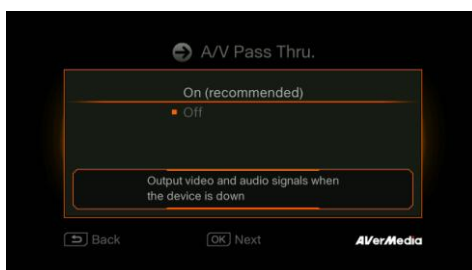 A/V Pass Thru.
On (recommended)
Off
Output video and audio signals when
the device is down
Back
OK Next
AVerMedia